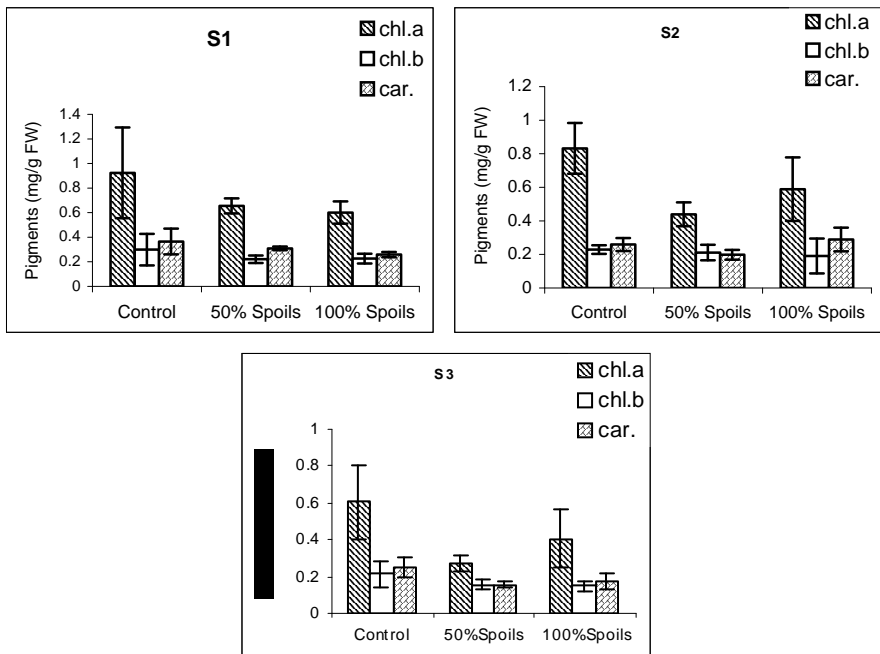 S1
chl.a
chl.b
car.
Pigments (mg/g FW)
1.4
1.2
1
0.8
0.6
0.4
0.2
0
Control 50% Spoils 100% Spoils
S2
chl.a
chl.b
car.
Pigments (mg/g FW)
1.2
1
0.8
0.6
0.4
0.2
0
Control 50% Spoils 100% Spoils
S3
chl.a
chl.b
car.
1
0.8
0.6
0.4
0.2
0
Control 50%Spoils 100%Spoils